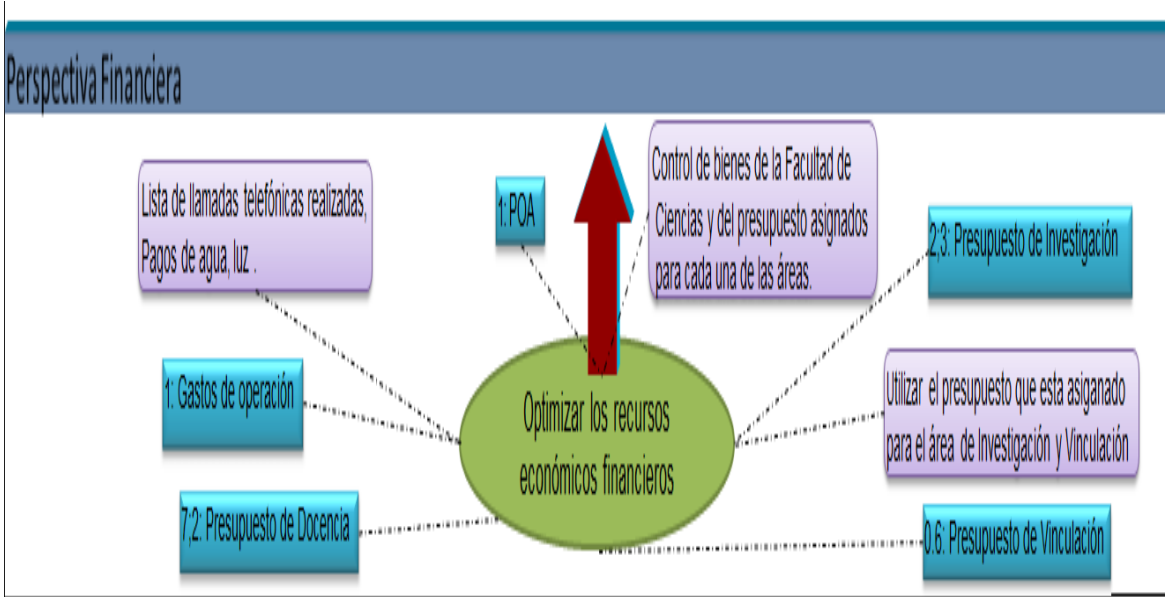 Perspectiva Financiera
Lista de llamadas telefónicas realizadas,
Pagos de agua, luz .
1: POA
Control de bienes de la Facultad de
Ciencias y del presupuesto asignados
para cada una de las áreas.
2;3: Presupuesto de Investigación
1: Gastos de operación
Optimizar los recursos
económicos financieros
Utilizar el presupuesto que esta asiganado
para el área de Investigación y Vinculación
7;2: Presupuesto de Docencia
0.6: Presupuesto de Vinculación